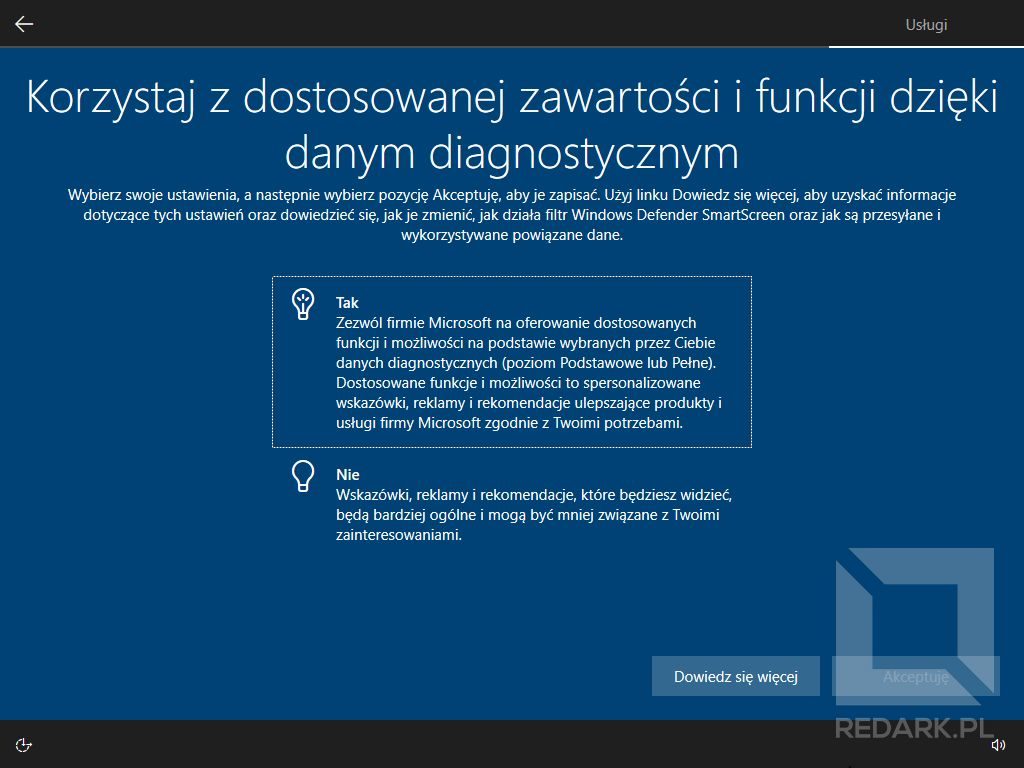 Usługi
Korzystaj z dostosowanej zawartości i funkcji dzięki
danym diagnostycznym
Wybierz swoje ustawienia, a następnie wybierz pozycję Akceptuję, aby je zapisać. Użyj linku Dowiedz się więcej, aby uzyskać informacje
dotyczące tych ustawień oraz dowiedzieć się, jak je zmienić, jak działa filtr Windows Defender SmartScreen oraz jak są przesyłane i
wykorzystywane powiązane dane.
Tak
Zezwól firmie Microsoft na oferowanie dostosowanych
funkcji i możliwości na podstawie wybranych przez Ciebie
danych diagnostycznych (poziom Podstawowe lub Pełne).
Dostosowane funkcje i możliwości to spersonalizowane
wskazówki, reklamy i rekomendacje ulepszające produkty i
usługi firmy Microsoft zgodnie z Twoimi potrzebami.
Nie
Wskazówki, reklamy i rekomendacje, które będziesz widzieć,
będą bardziej ogólne i mogą być mniej związane z Twoimi
zainteresowaniami.
Dowiedz się więcej
Akceptuję
REDARK.PL